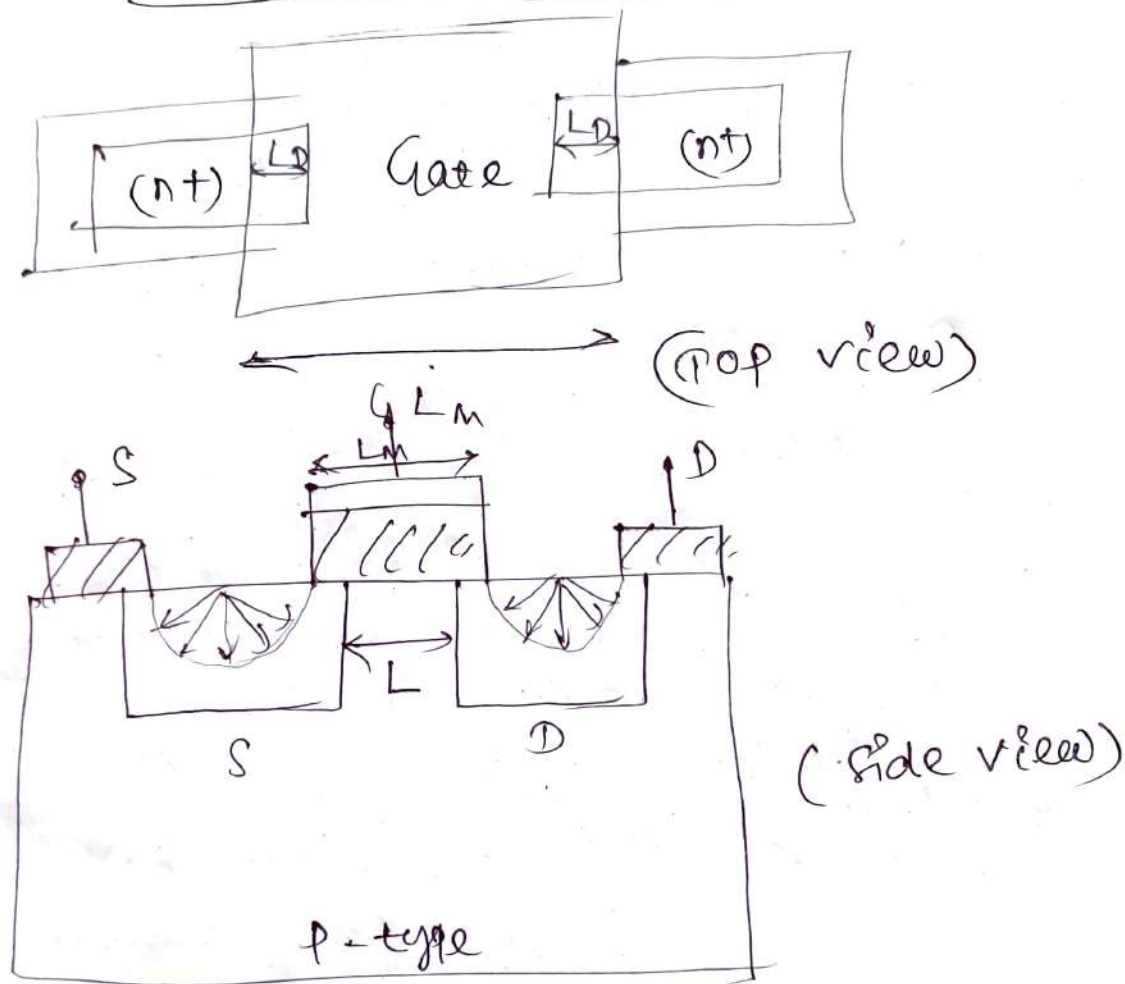 (n+) LD Gate LD (n+)
(Top view)
G LM
LM
S D
L
S D
(side view)
P-type